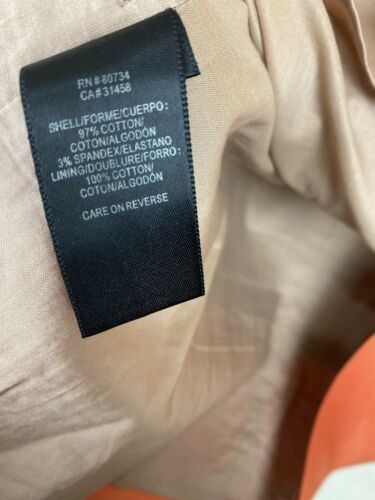 RN # 80734
CA # 31458
SHELL/FORME/CUERPO:
97% COTTON/
COTON/ALGODÓN
3% SPANDEX/ELASTANO
LINING/DOUBLURE/FORRO:
100% COTTON/
COTON/ALGODÓN
CARE ON REVERSE